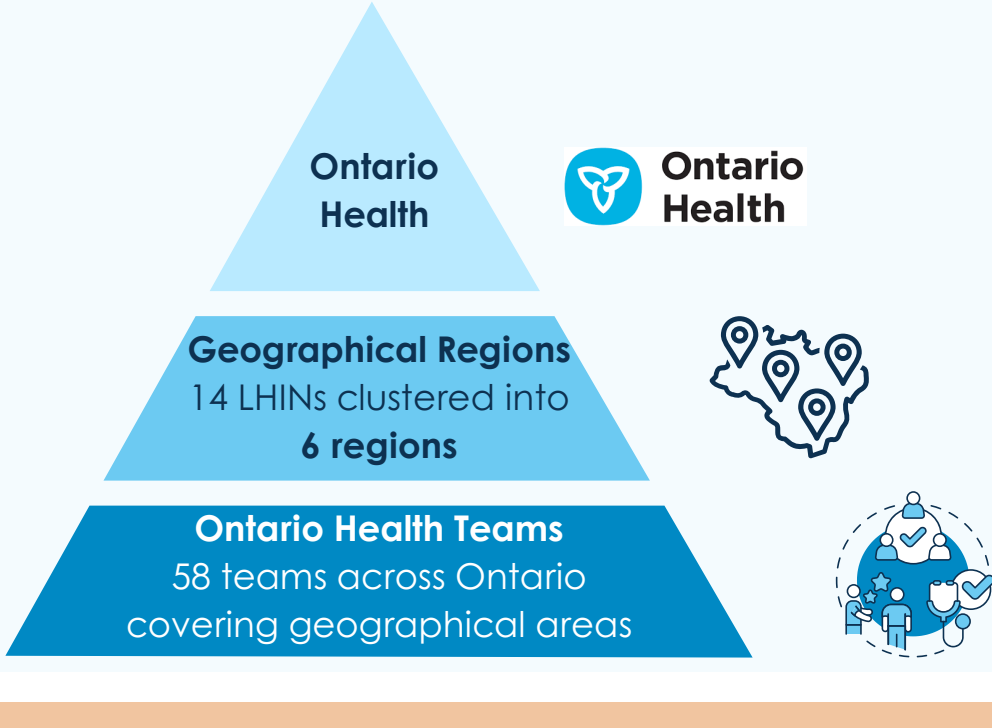 Ontario
Health
Ontario
Health
Geographical Regions
14 LHINs clustered into
6 regions
Ontario Health Teams
58 teams across Ontario
covering geographical areas